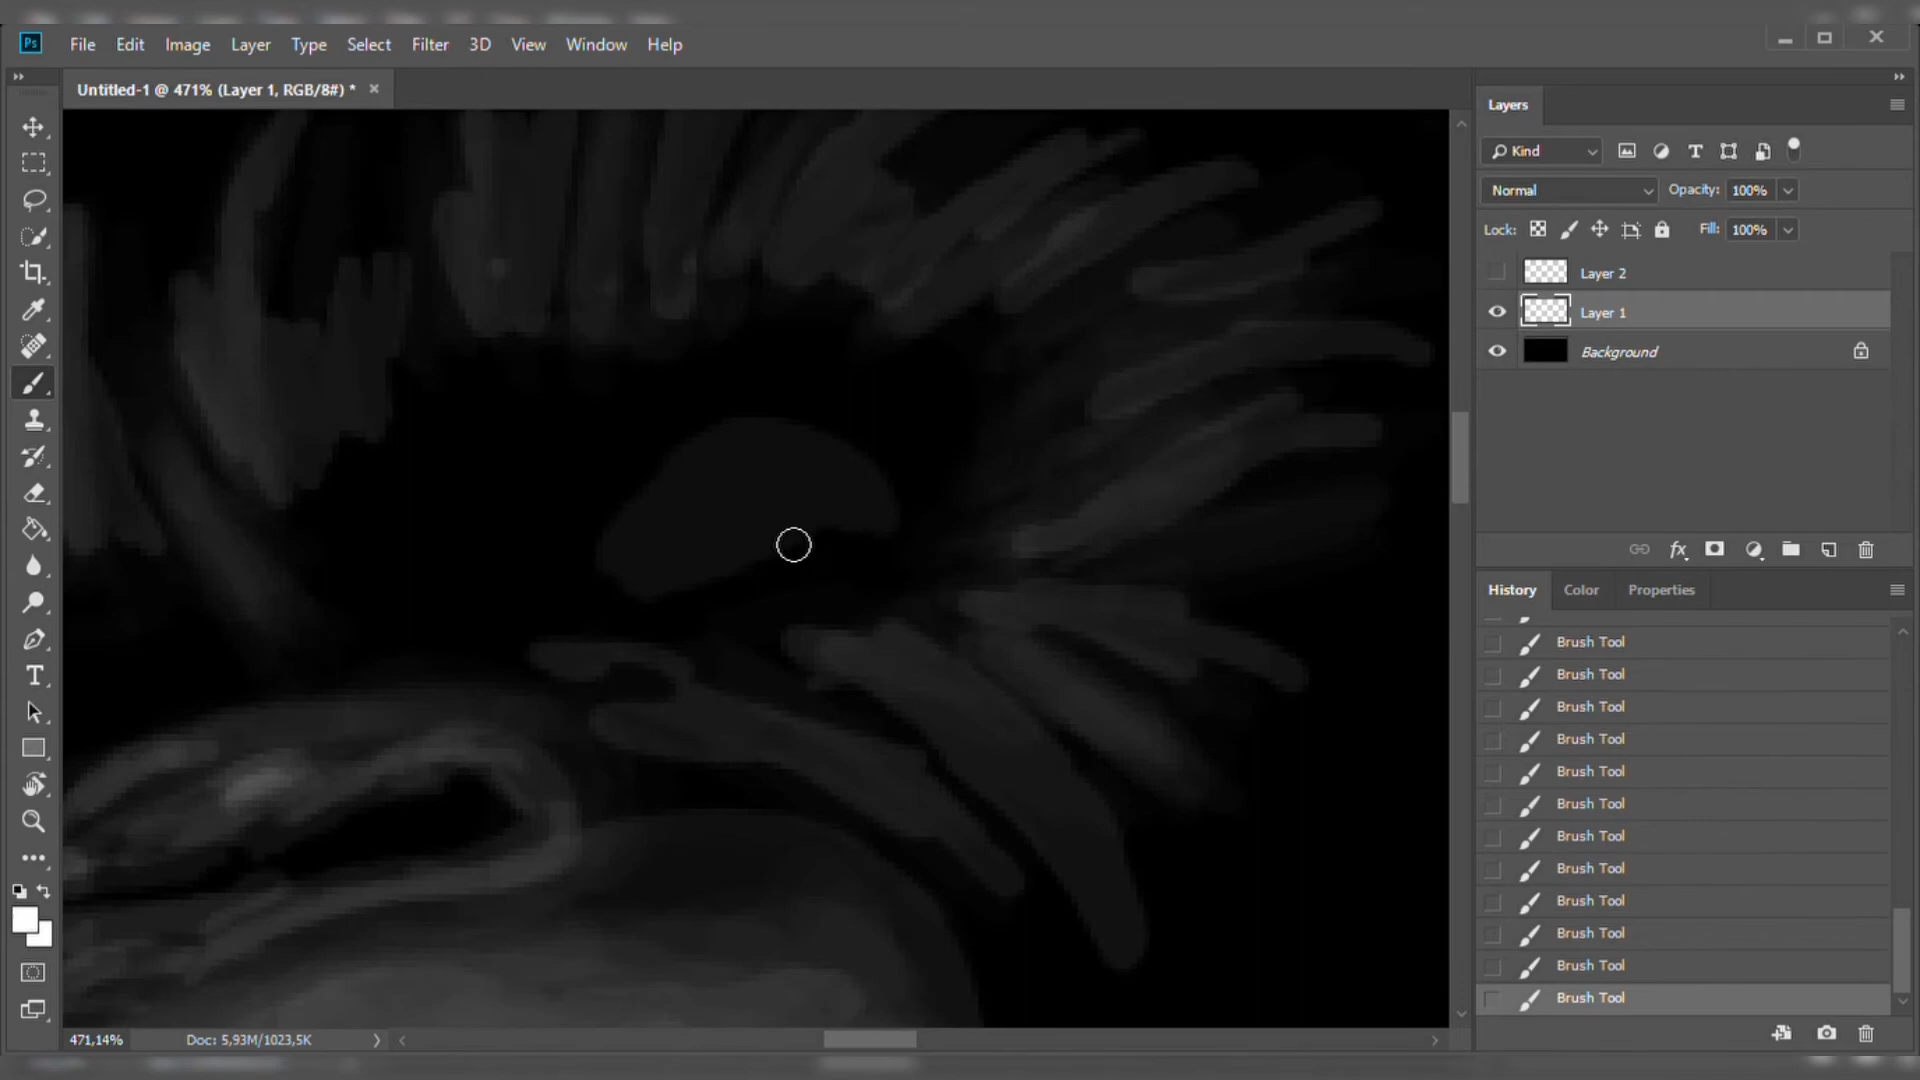 Ps File Edit Image Layer Type Select Filter 3D View Window Help
Untitled-1 @ 471% (Layer 1, RGB/8#) *
Layers
Kind
Normal Opacity: 100%
Lock: Fill: 100%
Layer 2
Layer 1
Background
History Color Properties
Brush Tool
Brush Tool
Brush Tool
Brush Tool
Brush Tool
Brush Tool
Brush Tool
Brush Tool
Brush Tool
Brush Tool
Brush Tool
Brush Tool
471,14% Doc: 5,93M/1023,5K